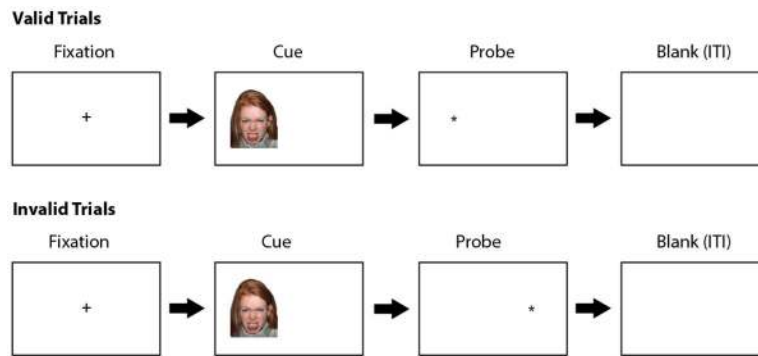 Valid Trials
Fixation Cue Probe Blank (ITI)
+ *
Invalid Trials
Fixation Cue Probe Blank (ITI)
+ *